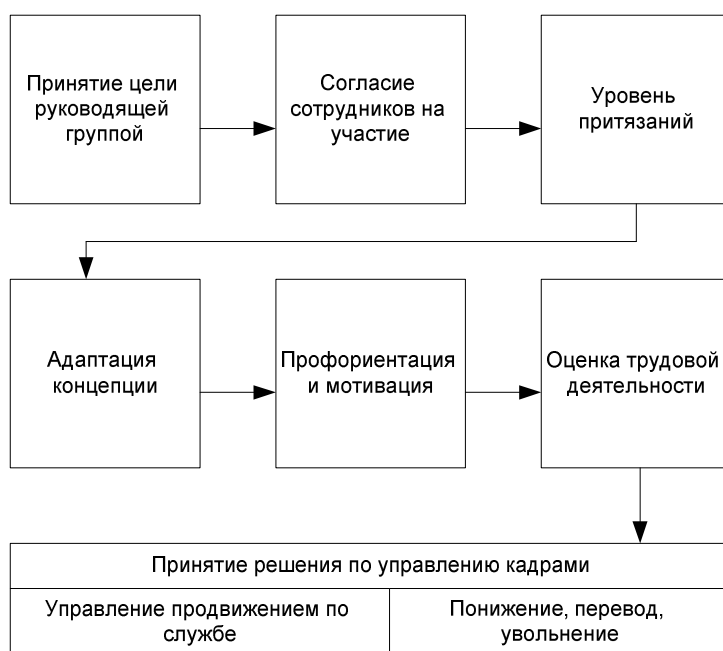 Принятие цели
руководящей
группой
Согласие
сотрудников на
участие
Уровень
притязаний
Адаптация
концепции
Профориентация
и мотивация
Оценка трудовой
деятельности
Принятие решения по управлению кадрами
Управление продвижением по
службе
Понижение, перевод,
увольнение